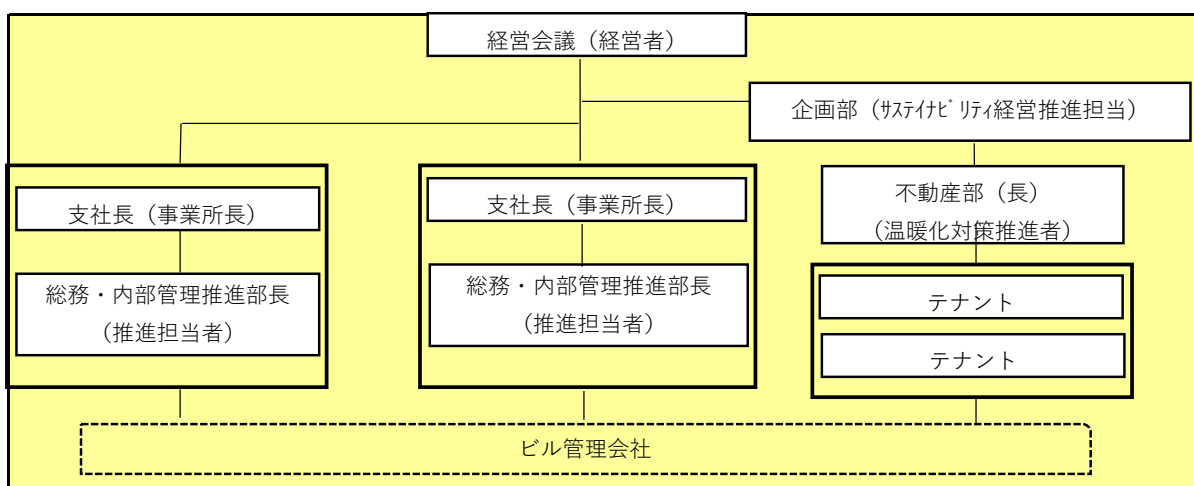 経営会議（経営者）
企画部（ｻｽﾃｲﾅﾋﾞﾘﾃｨ経営推進担当）
支社長（事業所長）
総務・内部管理推進部長
（推進担当者）
支社長（事業所長）
総務・内部管理推進部長
（推進担当者）
不動産部（長）
（温暖化対策推進者）
テナント
テナント
ビル管理会社